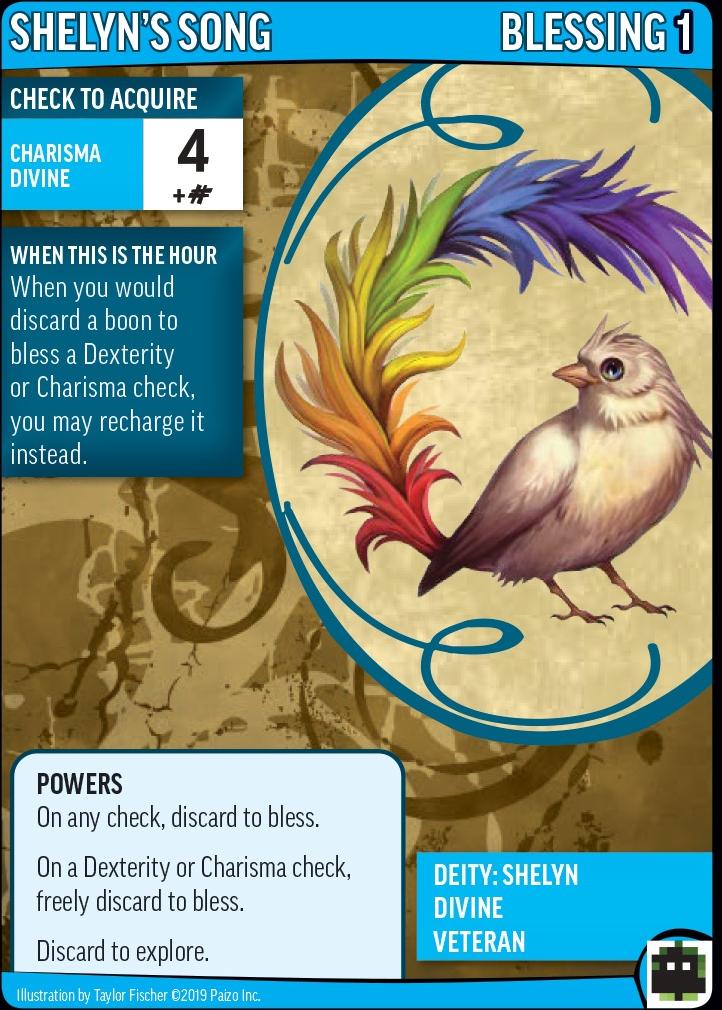 SHELYN'S SONG
BLESSING 1
CHECK TO ACQUIRE
CHARISMA
DIVINE
4
+#
WHEN THIS IS THE HOUR
When you would
discard a boon to
bless a Dexterity
or Charisma check,
you may recharge it
instead.
POWERS
On any check, discard to bless.
On a Dexterity or Charisma check,
freely discard to bless.
Discard to explore.
DEITY: SHELYN
DIVINE
VETERAN
Illustration by Taylor Fischer ©2019 Paizo Inc.